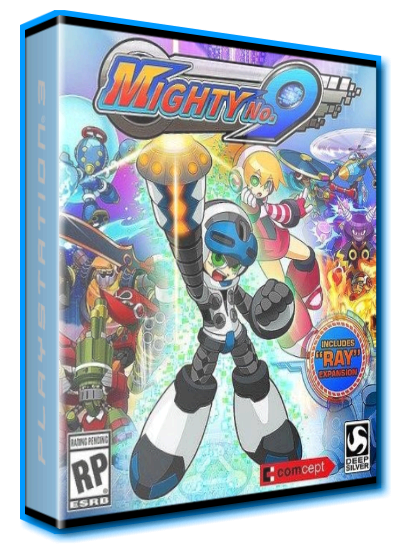 MIGHTY No. 9
INCLUDES
"RAY"
EXPANSION
PLAYSTATION 3
RATING PENDING
RP
ESRB
comcept
DEEP
SILVER